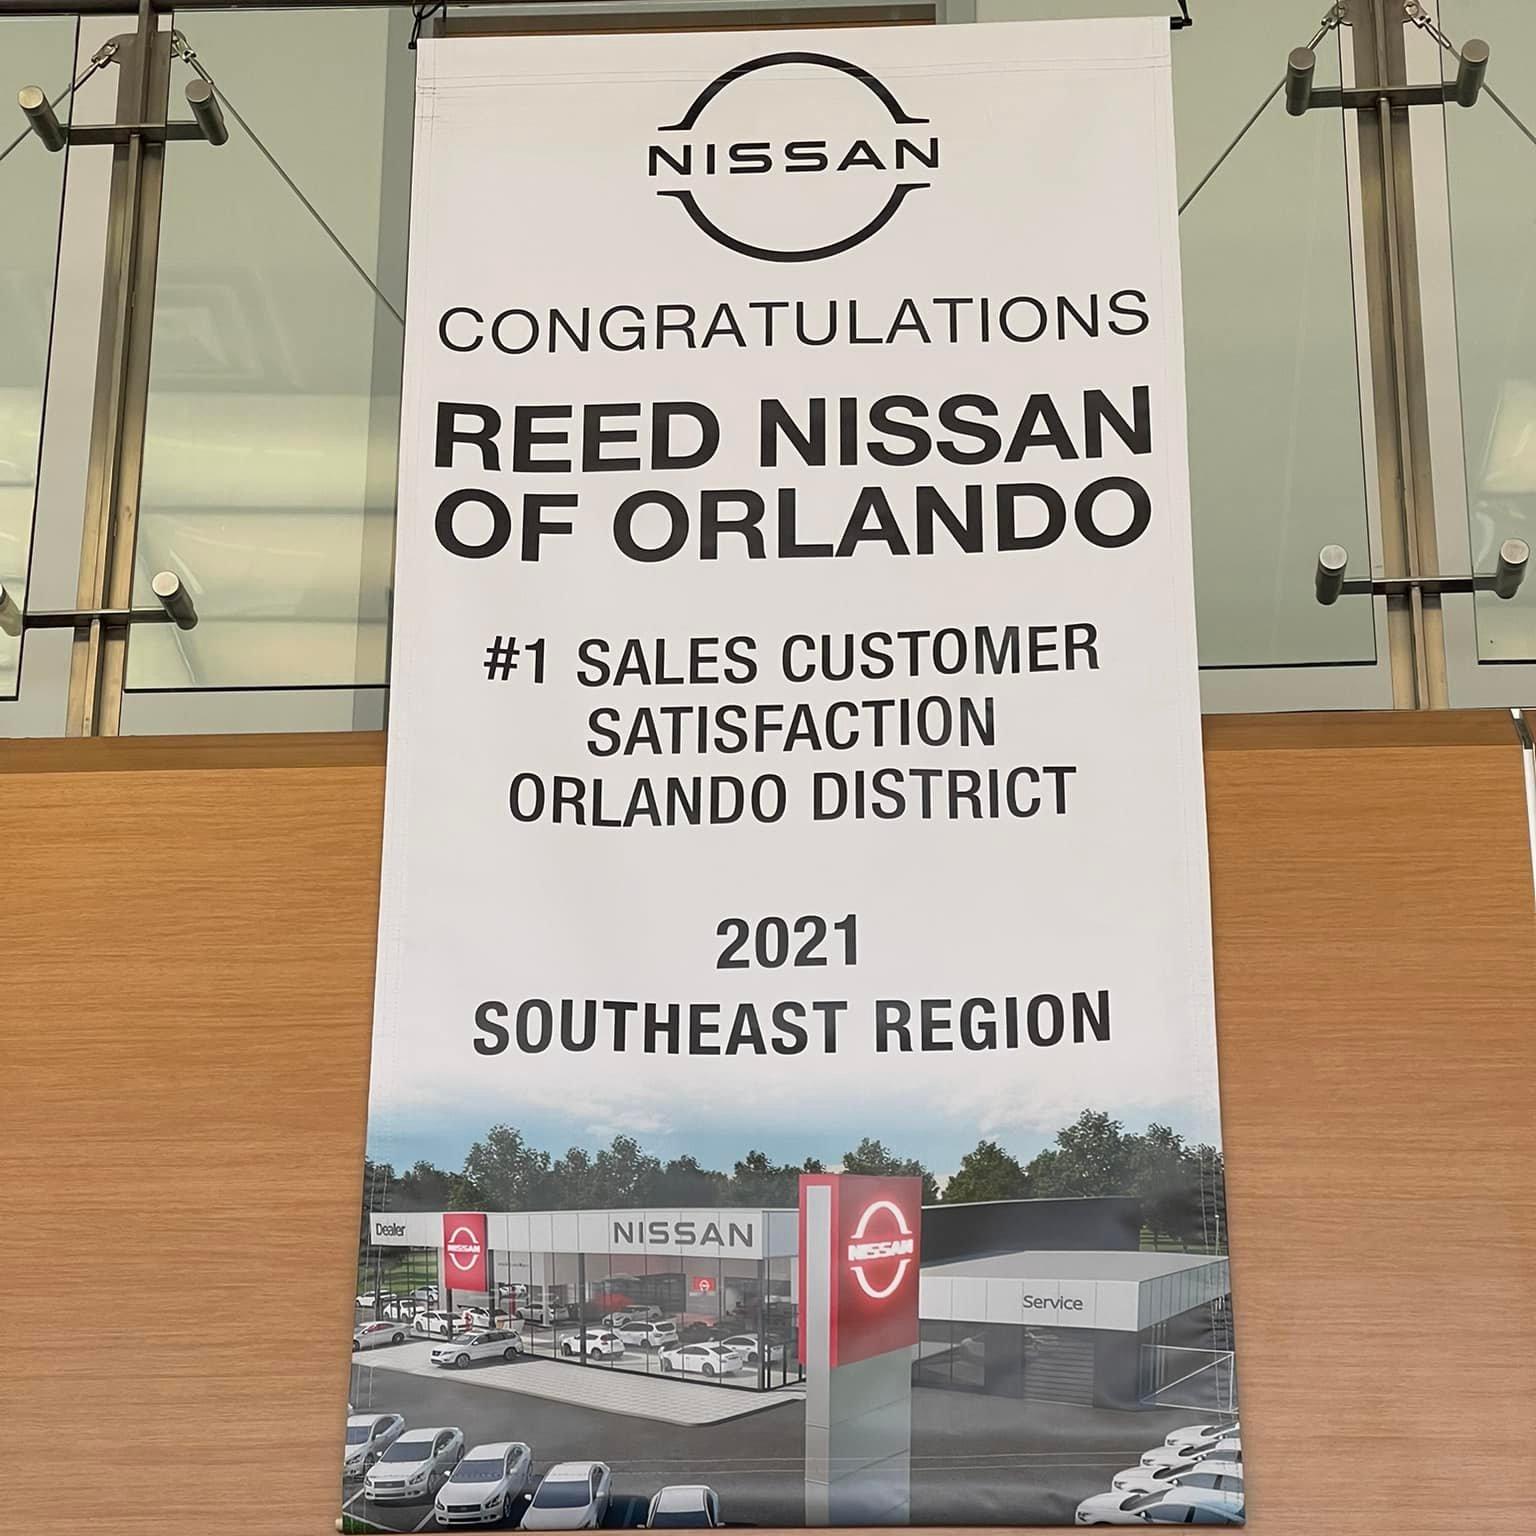 NISSAN
CONGRATULATIONS
REED NISSAN
OF ORLANDO
#1 SALES CUSTOMER
SATISFACTION
ORLANDO DISTRICT
2021
SOUTHEAST REGION
Dealer
NISSAN
NISSAN
NISSAN
Service